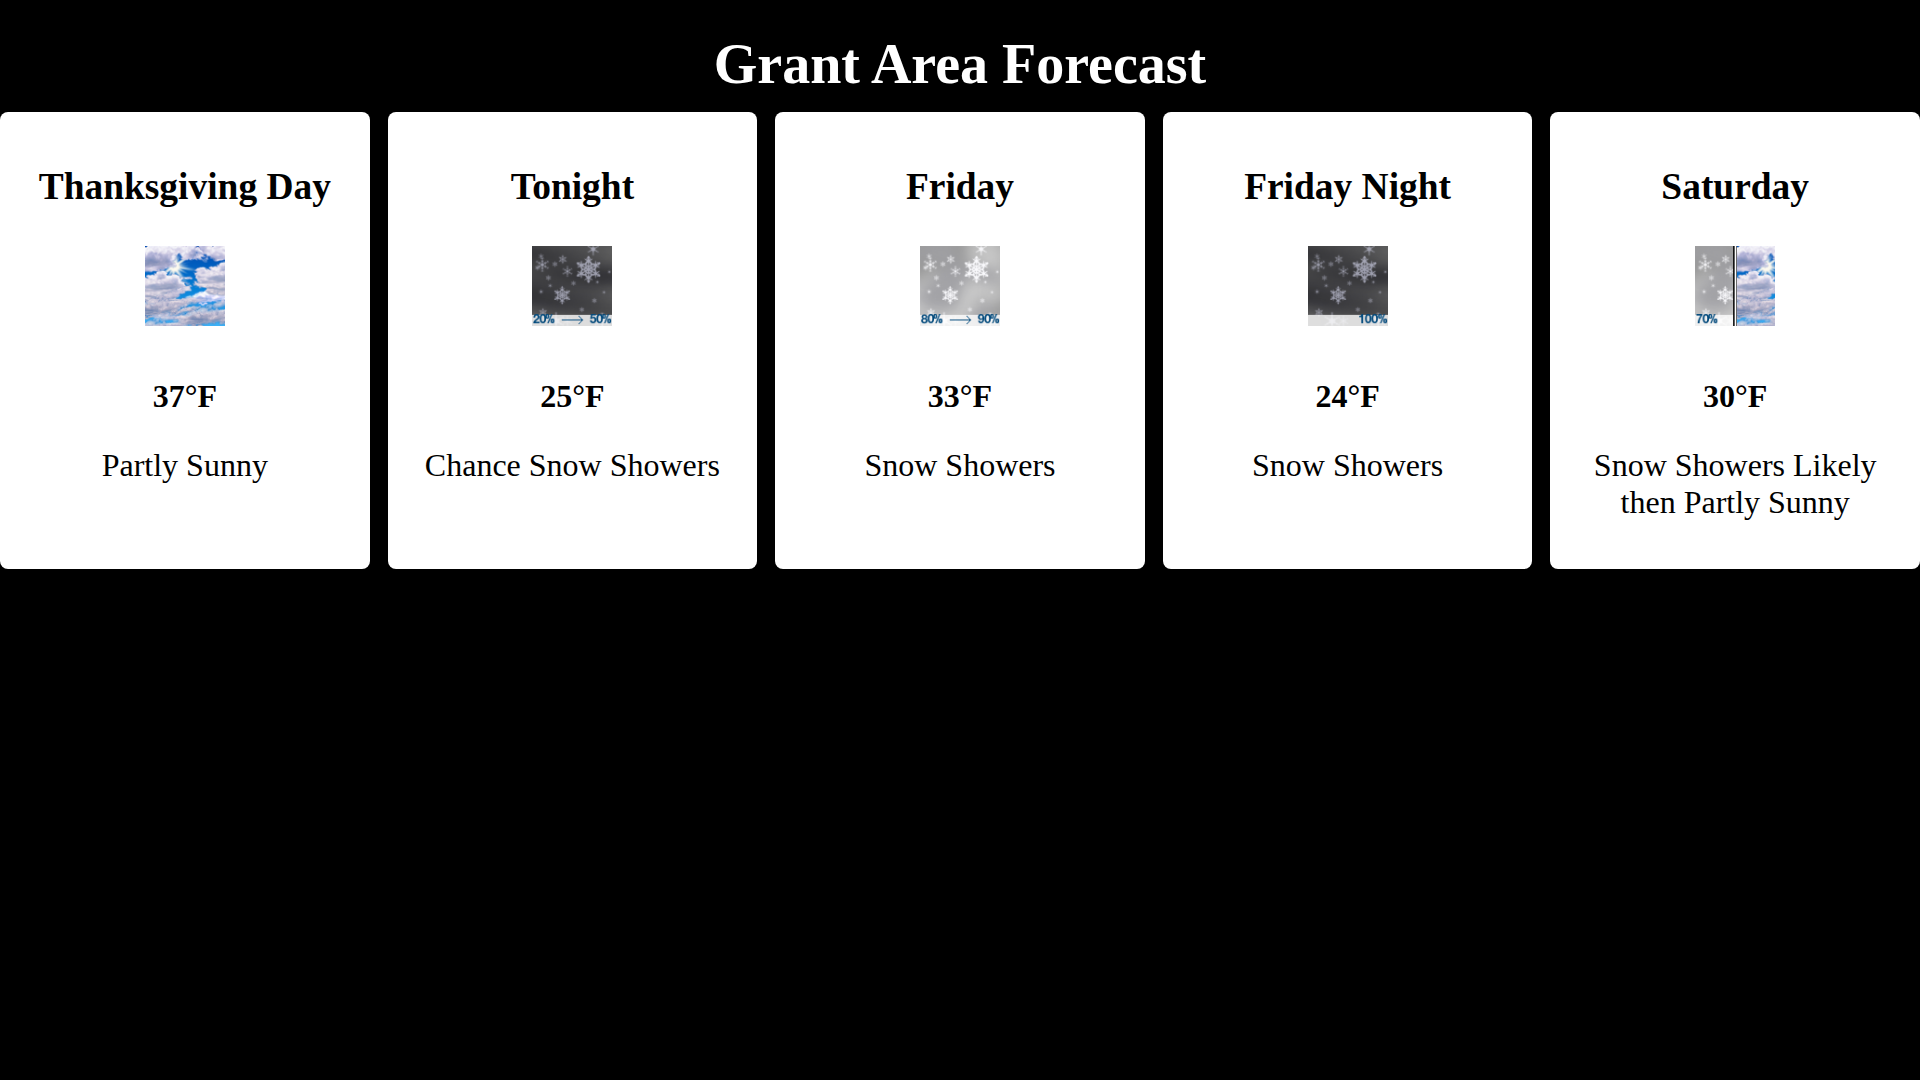 Grant Area Forecast
Thanksgiving Day
37°F
Partly Sunny
Tonight
20% → 50%
25°F
Chance Snow Showers
Friday
80% → 90%
33°F
Snow Showers
Friday Night
100%
24°F
Snow Showers
Saturday
70%
30°F
Snow Showers Likely
then Partly Sunny